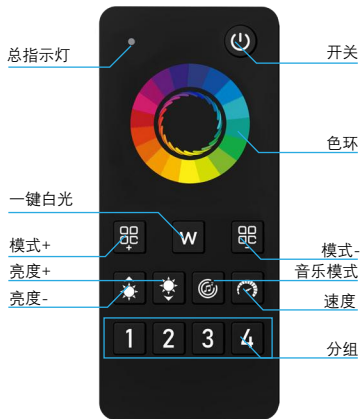 总指示灯
开关
色环
一键白光
W
模式+
模式-
亮度+
音乐模式
亮度-
速度
1 2 3 4
分组